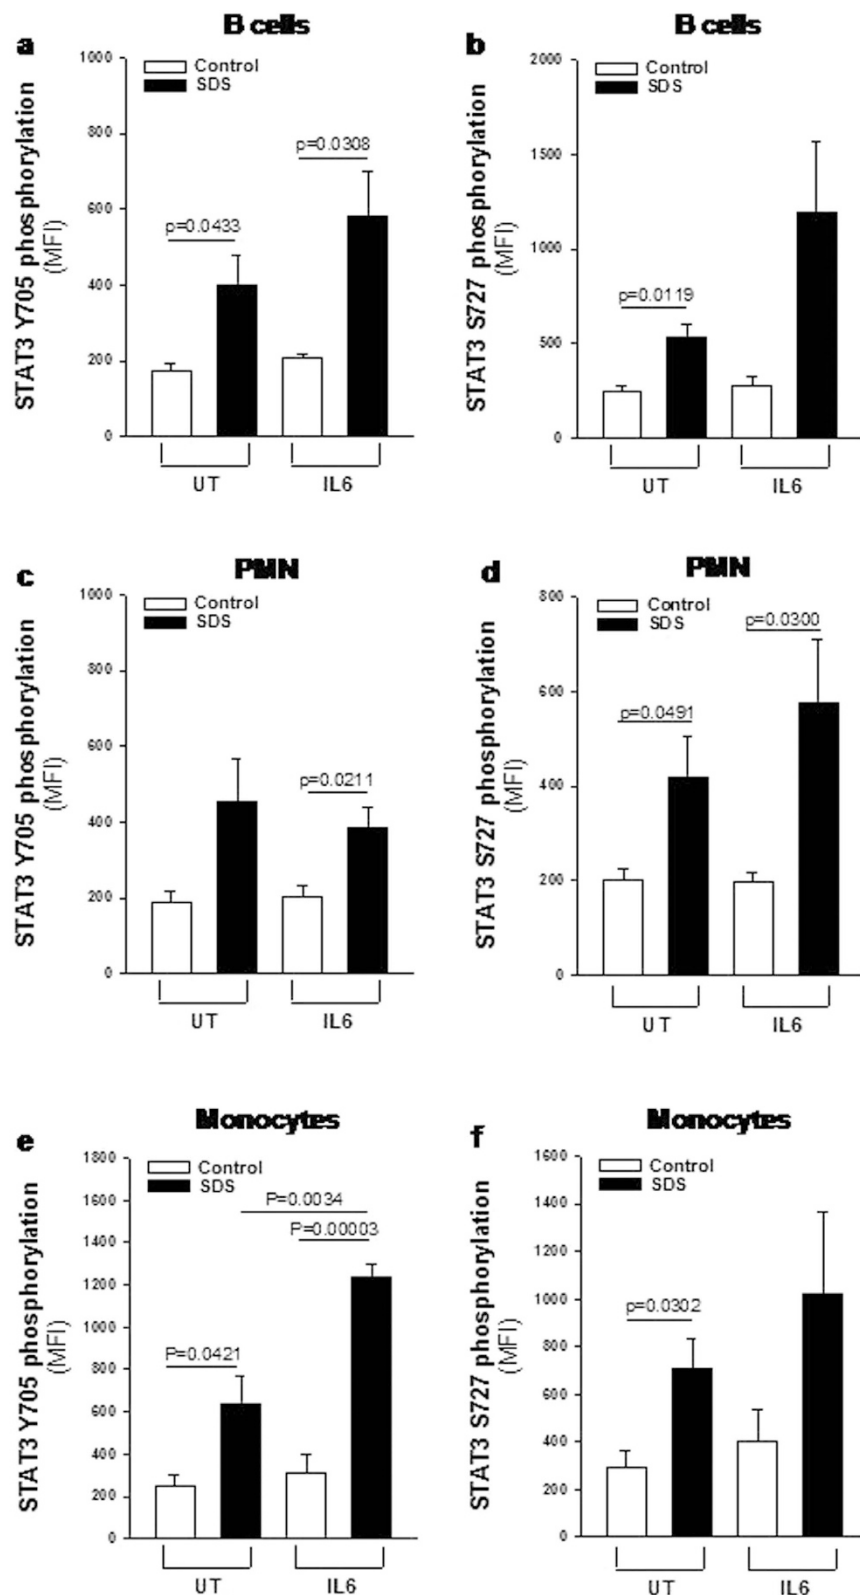 a
B cells
STAT3 Y705 phosphorylation
(MFI)
1000
800
600
400
200
0
Control
SDS
p=0.0433
p=0.0308
UT
IL6
b
B cells
STAT3 S727 phosphorylation
(MFI)
2000
1500
1000
500
0
Control
SDS
p=0.0119
UT
IL6
c
PMN
STAT3 Y705 phosphorylation
(MFI)
1000
800
600
400
200
0
Control
SDS
p=0.0211
UT
IL6
d
PMN
STAT3 S727 phosphorylation
(MFI)
800
600
400
200
0
Control
SDS
p=0.0491
p=0.0300
UT
IL6
e
Monocytes
STAT3 Y705 phosphorylation
(MFI)
1800
1600
1400
1200
1000
800
600
400
200
0
Control
SDS
P=0.0034
P=0.00003
P=0.0421
UT
IL6
f
Monocytes
STAT3 S727 phosphorylation
(MFI)
1600
1400
1200
1000
800
600
400
200
0
Control
SDS
p=0.0302
UT
IL6